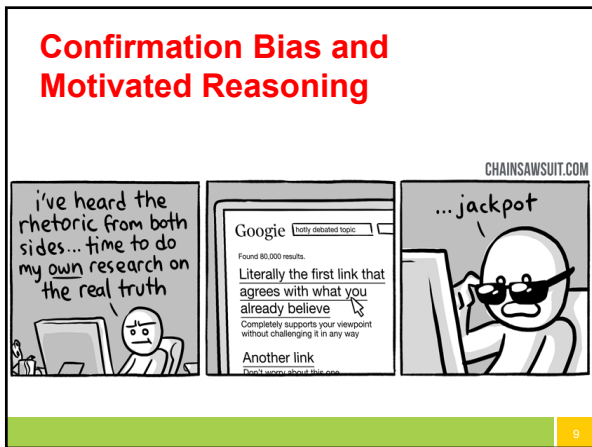 Confirmation Bias and
Motivated Reasoning
CHAINSAWSUIT.COM
i've heard the
rhetoric from both
sides... time to do
my own research on
the real truth
Googie hotly debated topic
Found 80,000 results.
Literally the first link that
agrees with what you
already believe
Completely supports your viewpoint
without challenging it in any way
Another link
Don't worry about this one
...jackpot
9